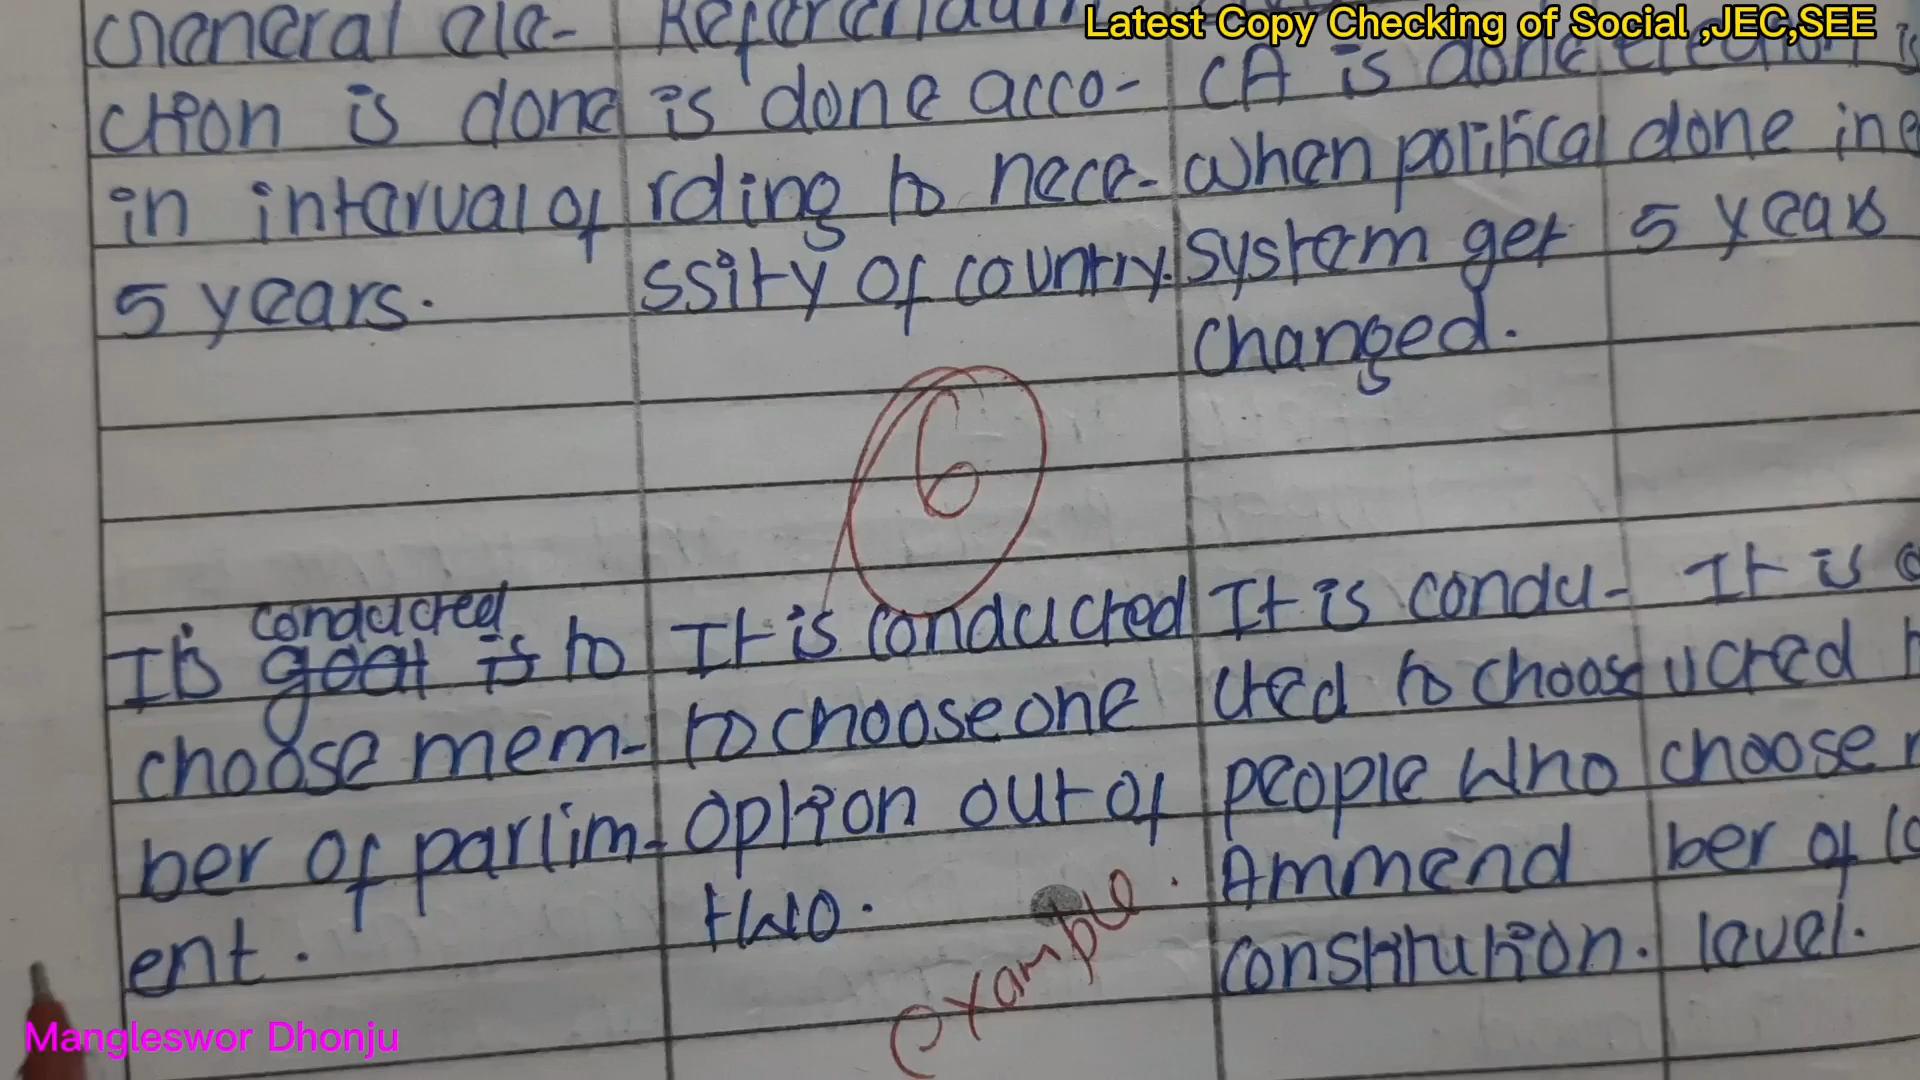 Latest Copy Checking of Social ,JEC,SEE
General ele-
ction is done
in intarval of
5 years.
Referendum
is done acco-
rding to nece-
ssity of country.
CA is done
when political
system get
changed.
election is
done in
5 years
6
conducted
It is goal is to
choose mem-
ber of parlim-
ent.
It is conducted
to choose one
option out of
two.
example
It is condu-
cted to choose
people who
Ammend
constitution.
It is
ucted
choose
ber of
level.
Mangleswor Dhonju